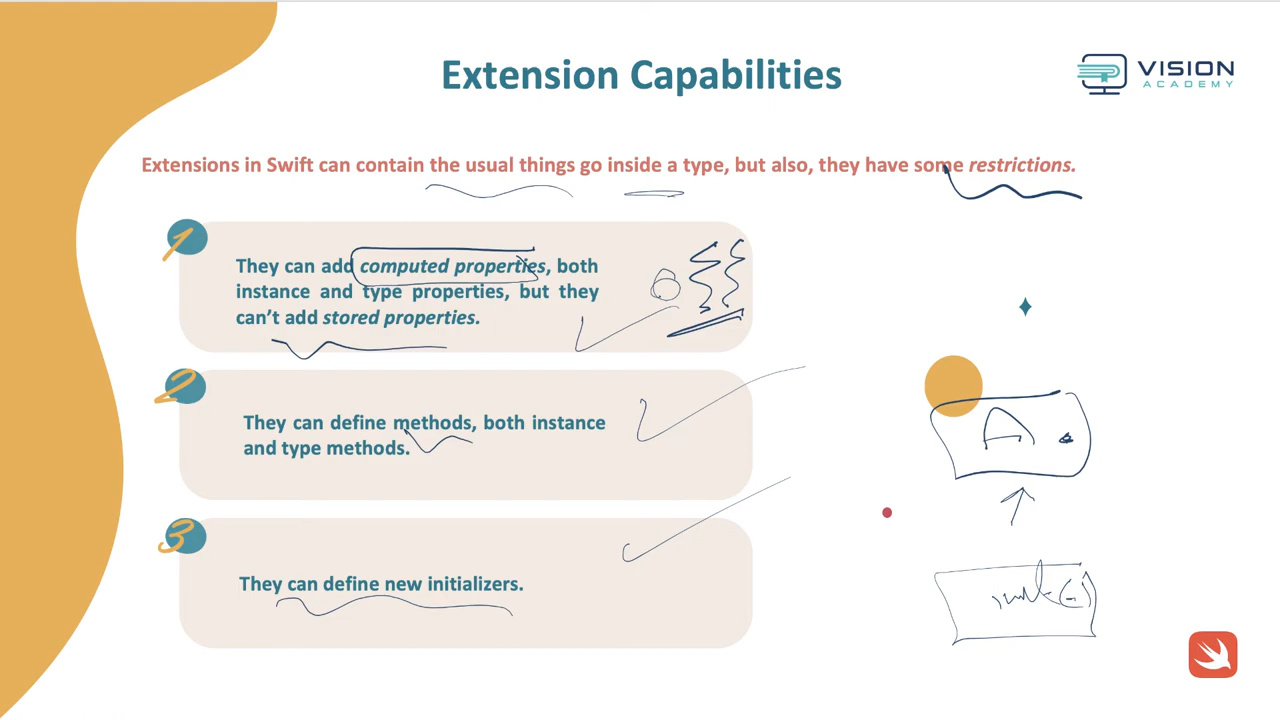 Extension Capabilities
VISION
ACADEMY
Extensions in Swift can contain the usual things go inside a type, but also, they have some restrictions.
1
They can add computed properties, both
instance and type properties, but they
can't add stored properties.
2
They can define methods, both instance
and type methods.
3
They can define new initializers.
A